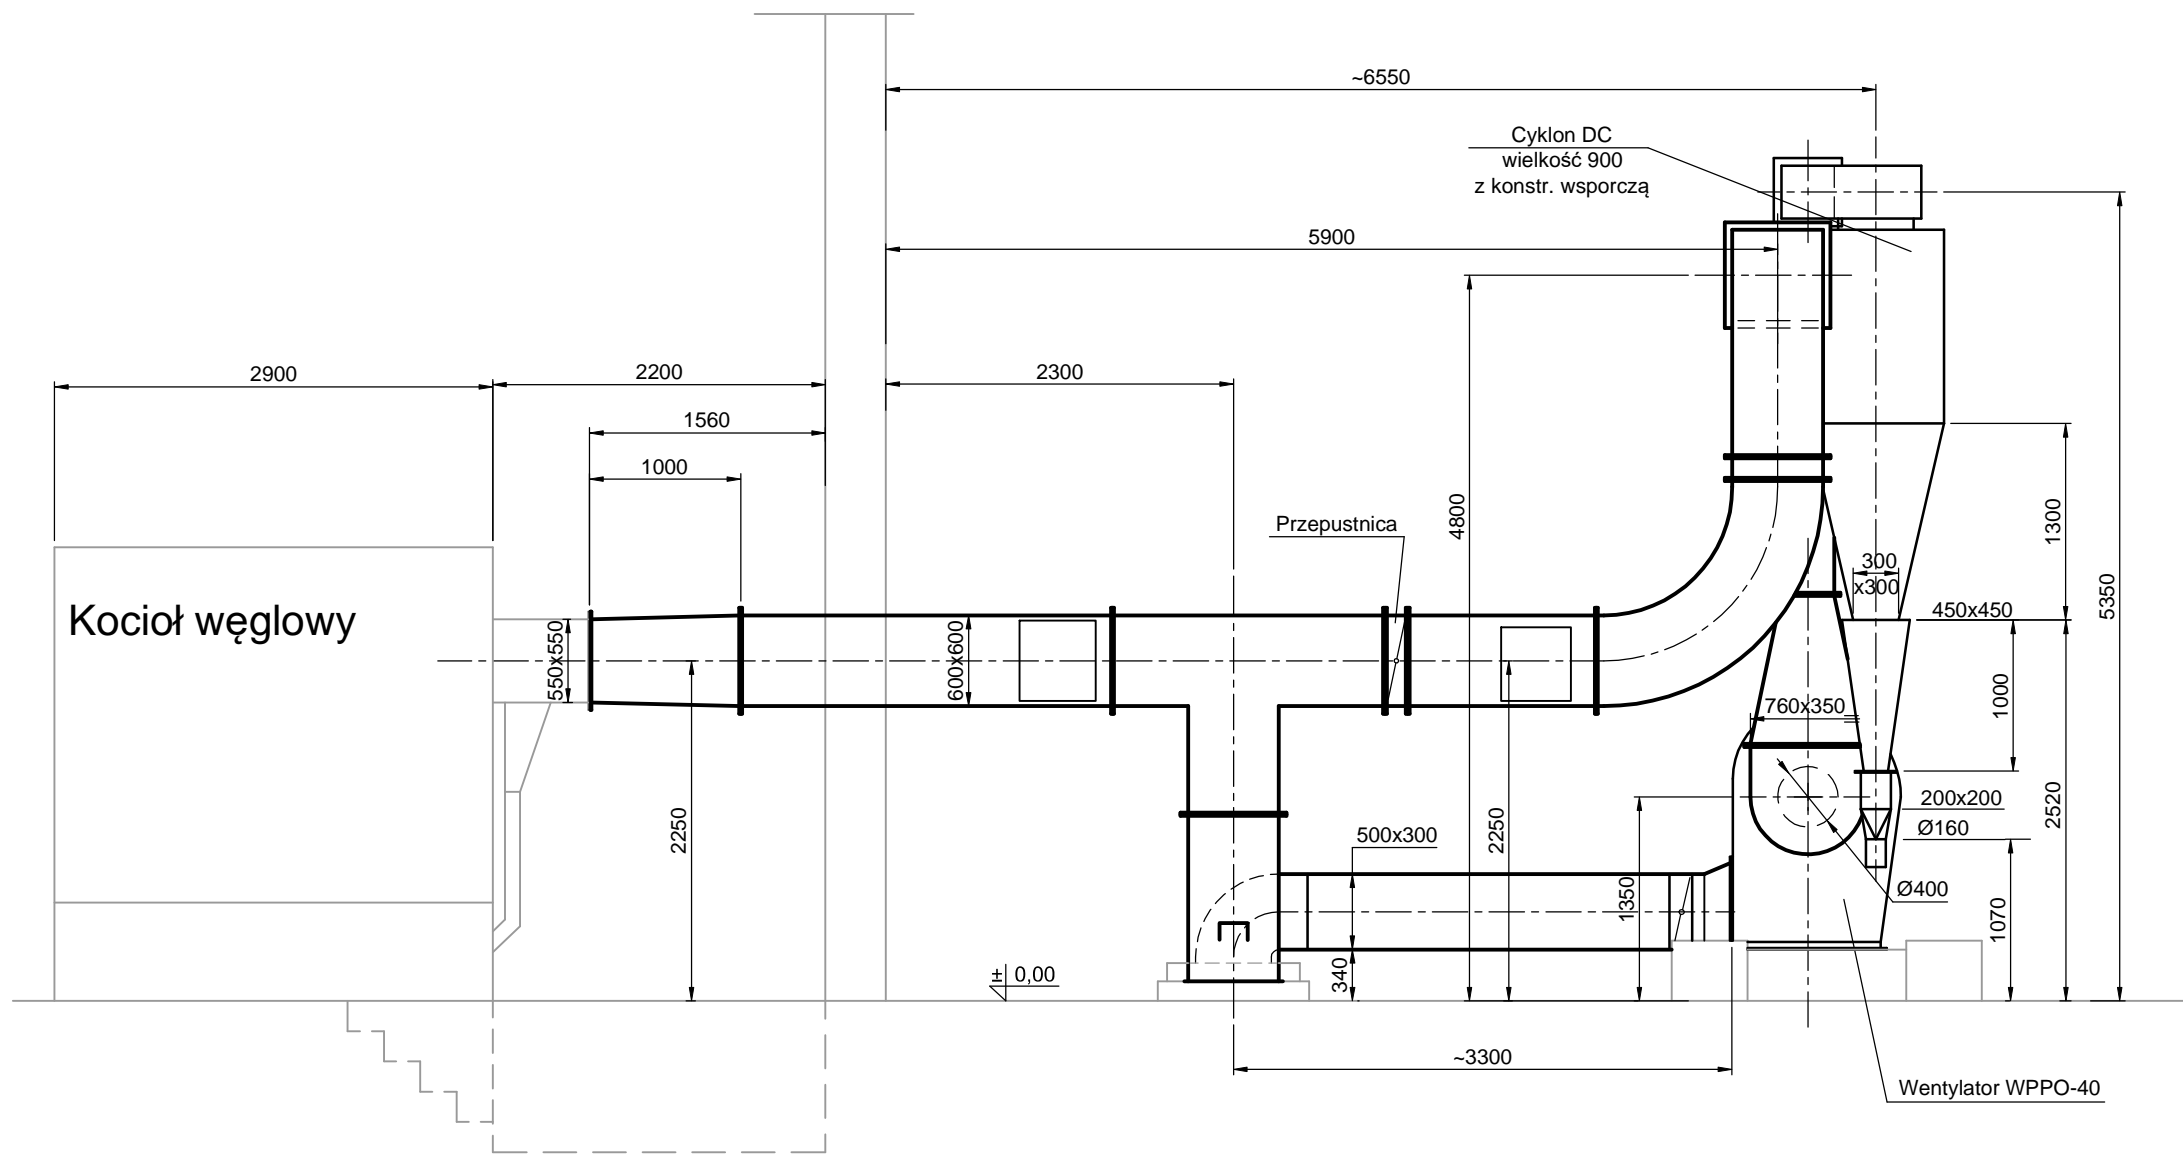 ~6550
Cyklon DC
wielkość 900
z konstr. wsporczą
5900
2900
2200
2300
1560
1000
4800
Przepustnica
1300
300
x300
5350
Kocioł węglowy
550x550
600x600
450x450
1000
760x350
2250
500x300
2250
1350
200x200
Ø160
2520
Ø400
1070
± 0,00
340
~3300
Wentylator WPPO-40